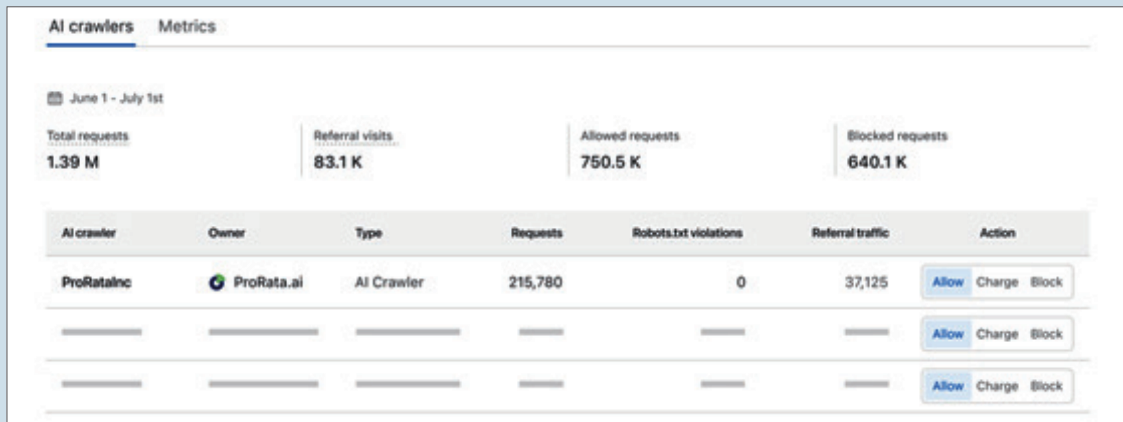 AI crawlers Metrics
June 1 - July 1st
Total requests Referral visits Allowed requests Blocked requests
1.39 M 83.1 K 750.5 K 640.1 K
AI crawler Owner Type Requests Robots.txt violations Referral traffic Action
ProRataInc ProRata.ai AI Crawler 215,780 0 37,125 Allow Charge Block
Allow Charge Block
Allow Charge Block